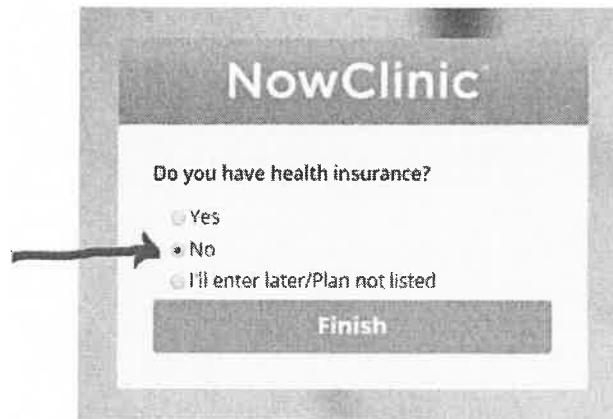 NowClinic
Do you have health insurance?
Yes
No
I'll enter later/Plan not listed
Finish